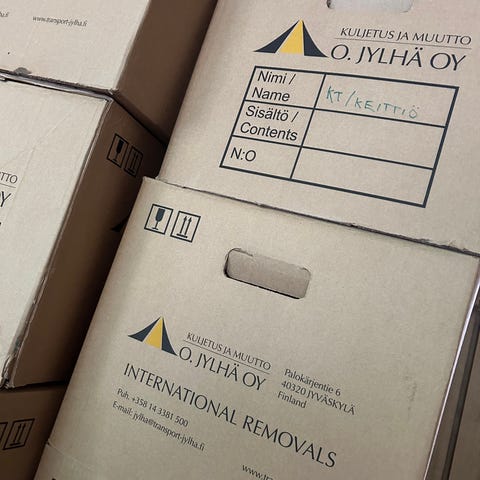 www.transport-jylha.fi
KULJETUS JA MUUTTO
O. JYLHÄ OY
Nimi /
Name
KT/KEITTIÖ
Sisältö /
Contents
N:O
KULJETUS JA MUUTTO
O. JYLHÄ OY
Palokärjentie 6
40320 JYVÄSKYLÄ
Finland
INTERNATIONAL REMOVALS
Puh. +358 14 3381 500
E-mail: jylha@transport-jylha.fi